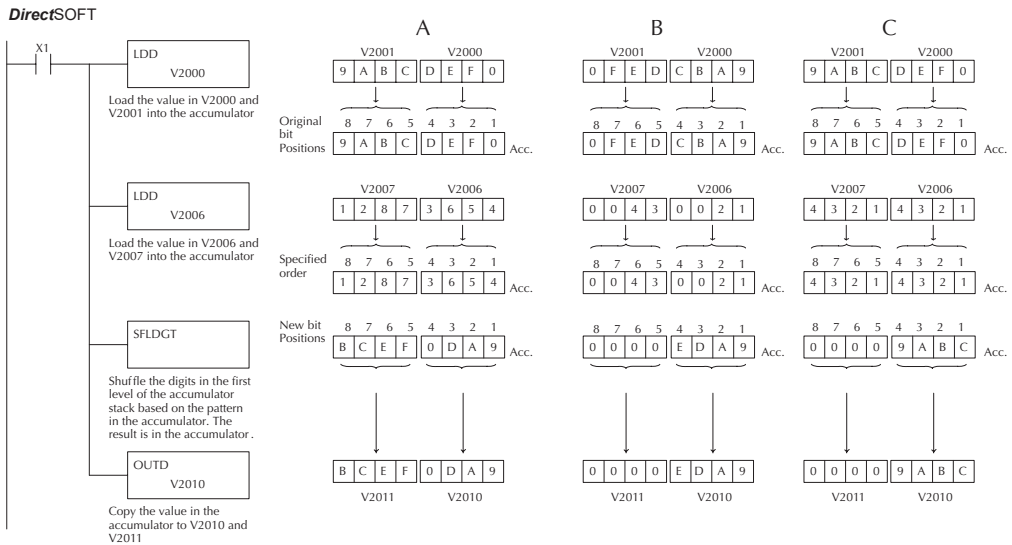 DirectSOFT
X1
LDD
V2000
Load the value in V2000 and
V2001 into the accumulator
LDD
V2006
Load the value in V2006 and
V2007 into the accumulator
SFLDGT
Shuffle the digits in the first
level of the accumulator
stack based on the pattern
in the accumulator. The
result is in the accumulator.
OUTD
V2010
Copy the value in the
accumulator to V2010 and
V2011
Original
bit
Positions
Specified
order
New bit
Positions
A
V2001 V2000
9 A B C D E F 0
8 7 6 5 4 3 2 1
9 A B C D E F 0 Acc.
V2007 V2006
1 2 8 7 3 6 5 4
8 7 6 5 4 3 2 1
1 2 8 7 3 6 5 4 Acc.
8 7 6 5 4 3 2 1
B C E F 0 D A 9 Acc.
B C E F 0 D A 9
V2011 V2010
B
V2001 V2000
0 F E D C B A 9
8 7 6 5 4 3 2 1
0 F E D C B A 9 Acc.
V2007 V2006
0 0 4 3 0 0 2 1
8 7 6 5 4 3 2 1
0 0 4 3 0 0 2 1 Acc.
8 7 6 5 4 3 2 1
0 0 0 0 E D A 9 Acc.
0 0 0 0 E D A 9
V2011 V2010
C
V2001 V2000
9 A B C D E F 0
8 7 6 5 4 3 2 1
9 A B C D E F 0 Acc.
V2007 V2006
4 3 2 1 4 3 2 1
8 7 6 5 4 3 2 1
4 3 2 1 4 3 2 1 Acc.
8 7 6 5 4 3 2 1
0 0 0 0 9 A B C Acc.
0 0 0 0 9 A B C
V2011 V2010